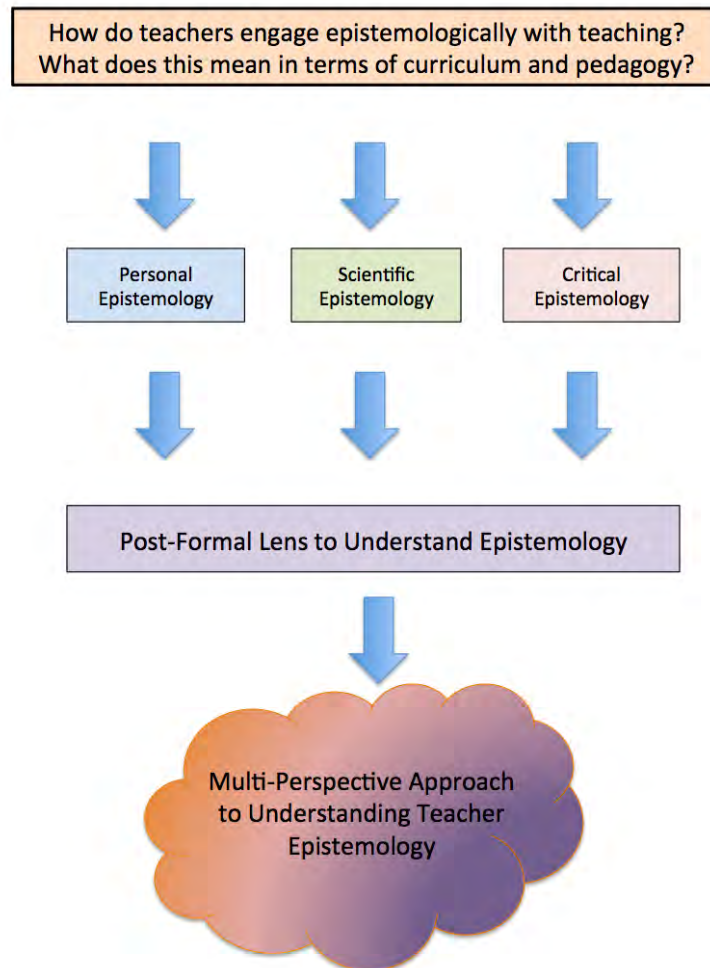 How do teachers engage epistemologically with teaching?
What does this mean in terms of curriculum and pedagogy?
Personal
Epistemology
Scientific
Epistemology
Critical
Epistemology
Post-Formal Lens to Understand Epistemology
Multi-Perspective Approach
to Understanding Teacher
Epistemology